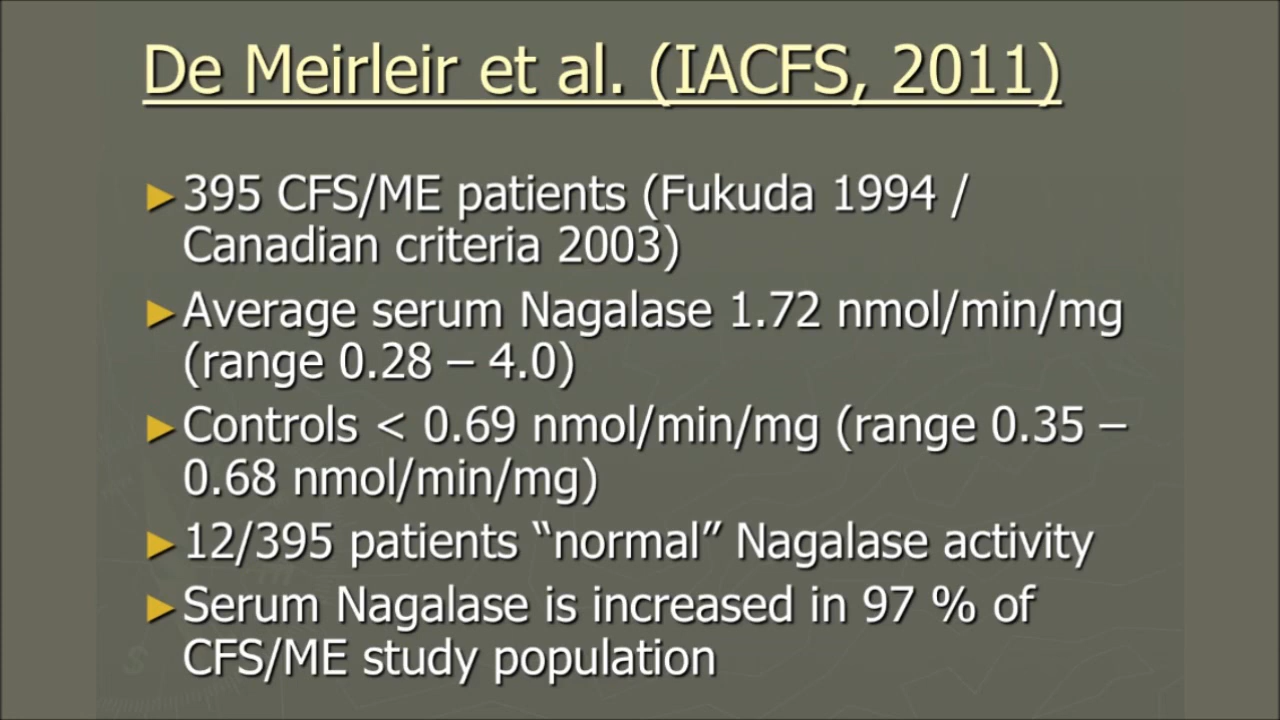 De Meirleir et al. (IACFS, 2011)
►395 CFS/ME patients (Fukuda 1994 /
Canadian criteria 2003)
►Average serum Nagalase 1.72 nmol/min/mg
(range 0.28 – 4.0)
►Controls < 0.69 nmol/min/mg (range 0.35 –
0.68 nmol/min/mg)
►12/395 patients “normal” Nagalase activity
►Serum Nagalase is increased in 97 % of
CFS/ME study population